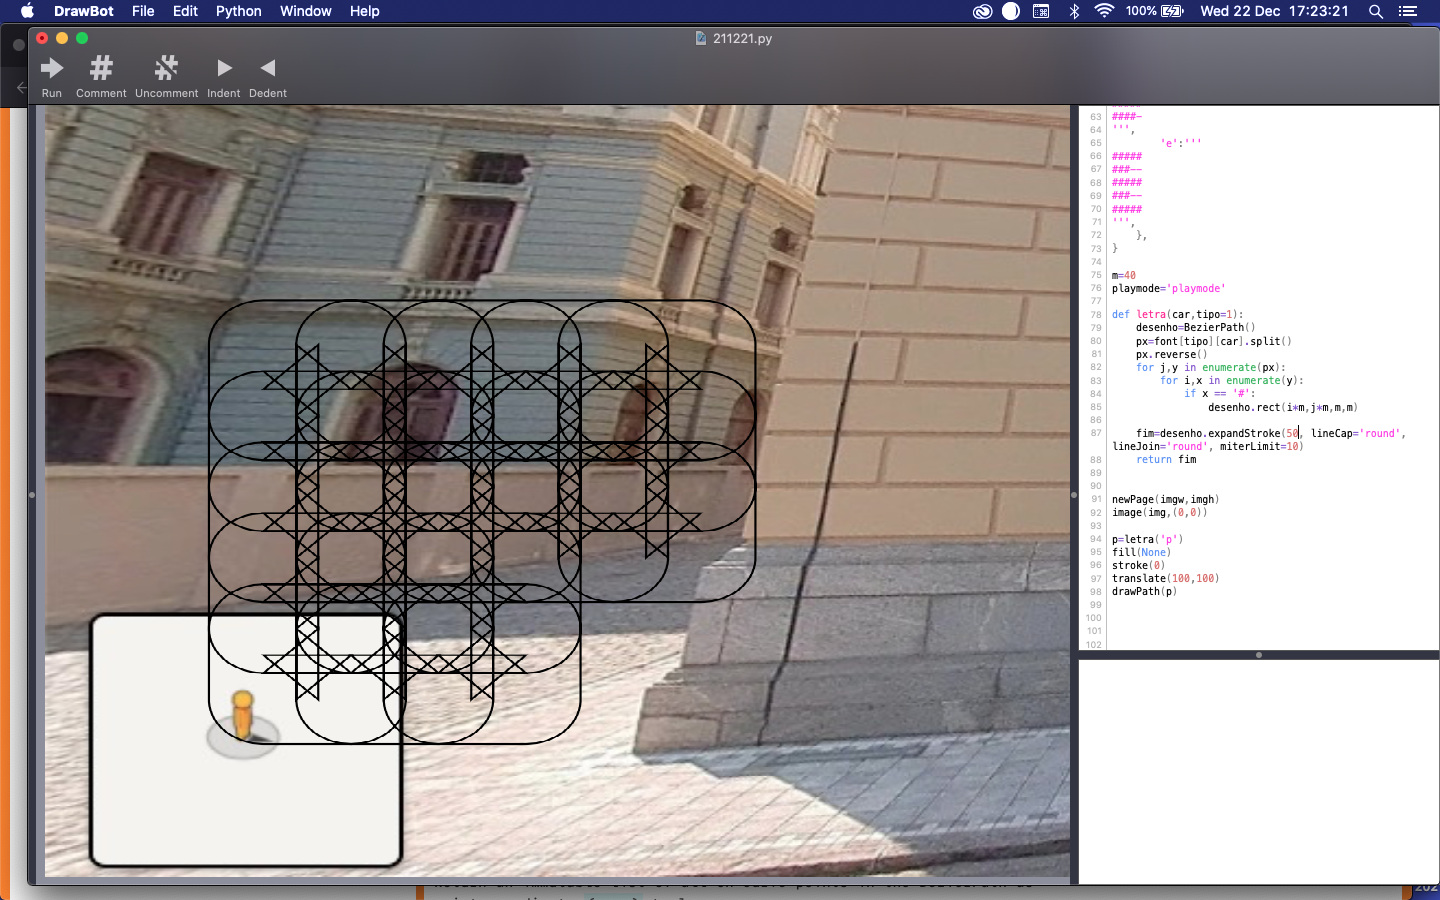 DrawBot File Edit Python Window Help 100% Wed 22 Dec 17:23:21
211221.py
Run Comment Uncomment Indent Dedent
63 ####-
64 ''',
65 'e':'''
66 #####
67 ###--
68 #####
69 ###--
70 #####
71 ''',
72 },
73 }
74
75 m=40
76 playmode='playmode'
77
78 def letra(car,tipo=1):
79 desenho=BezierPath()
80 px=font[tipo][car].split()
81 px.reverse()
82 for j,y in enumerate(px):
83 for i,x in enumerate(y):
84 if x == '#':
85 desenho.rect(i*m,j*m,m,m)
86
87 fim=desenho.expandStroke(50, lineCap='round',
lineJoin='round', miterLimit=10)
88 return fim
89
90
91 newPage(imgw,imgh)
92 image(img,(0,0))
93
94 p=letra('p')
95 fill(None)
96 stroke(0)
97 translate(100,100)
98 drawPath(p)
99
100
101
102
202